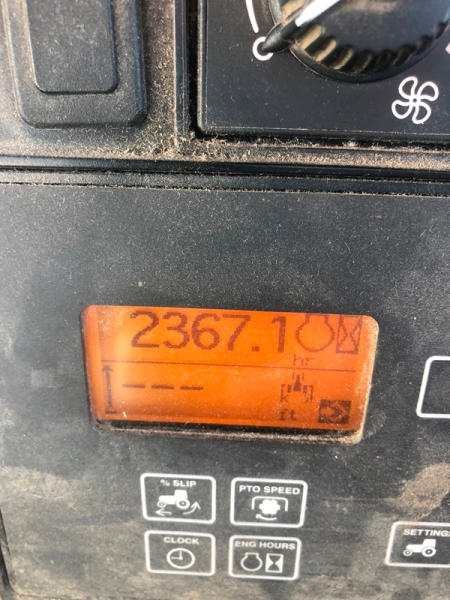 2367.1
hr
---
ft
% SLIP
PTO SPEED
CLOCK
ENG HOURS
SETTINGS